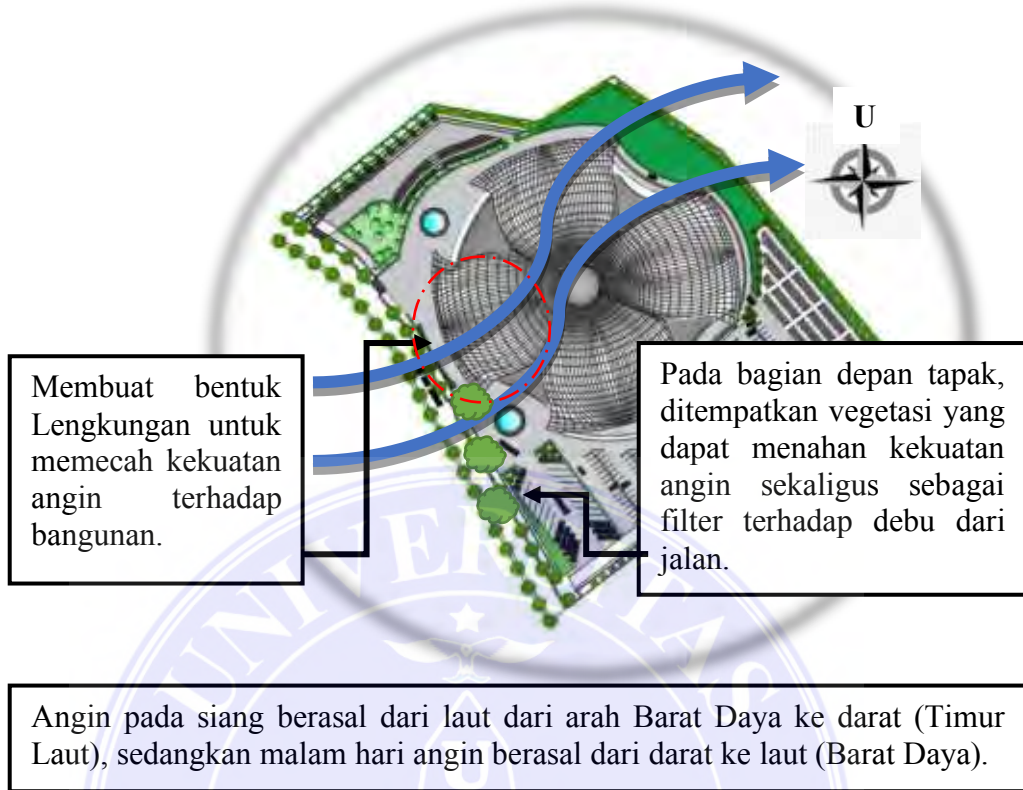 U
Membuat bentuk
Lengkungan untuk
memecah kekuatan
angin terhadap
bangunan.
Pada bagian depan tapak,
ditempatkan vegetasi yang
dapat menahan kekuatan
angin sekaligus sebagai
filter terhadap debu dari
jalan.
UNIVERSITAS
Angin pada siang berasal dari laut dari arah Barat Daya ke darat (Timur
Laut), sedangkan malam hari angin berasal dari darat ke laut (Barat Daya).